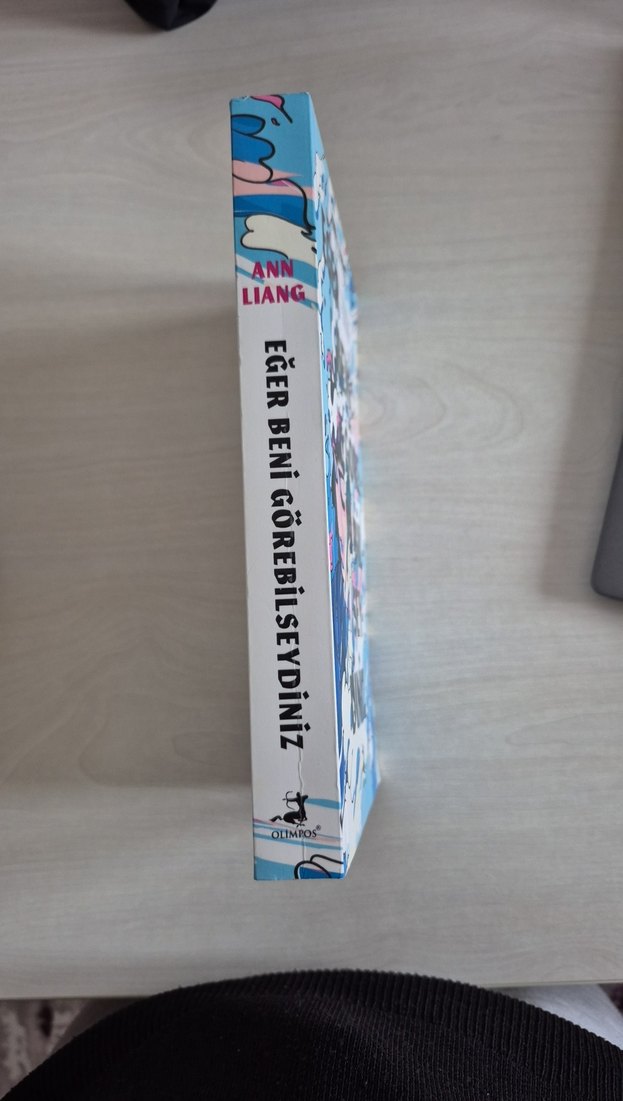 ANN
LIANG
EĞER BENİ GÖREBİLSEYDİNİZ
OLİMPOS®